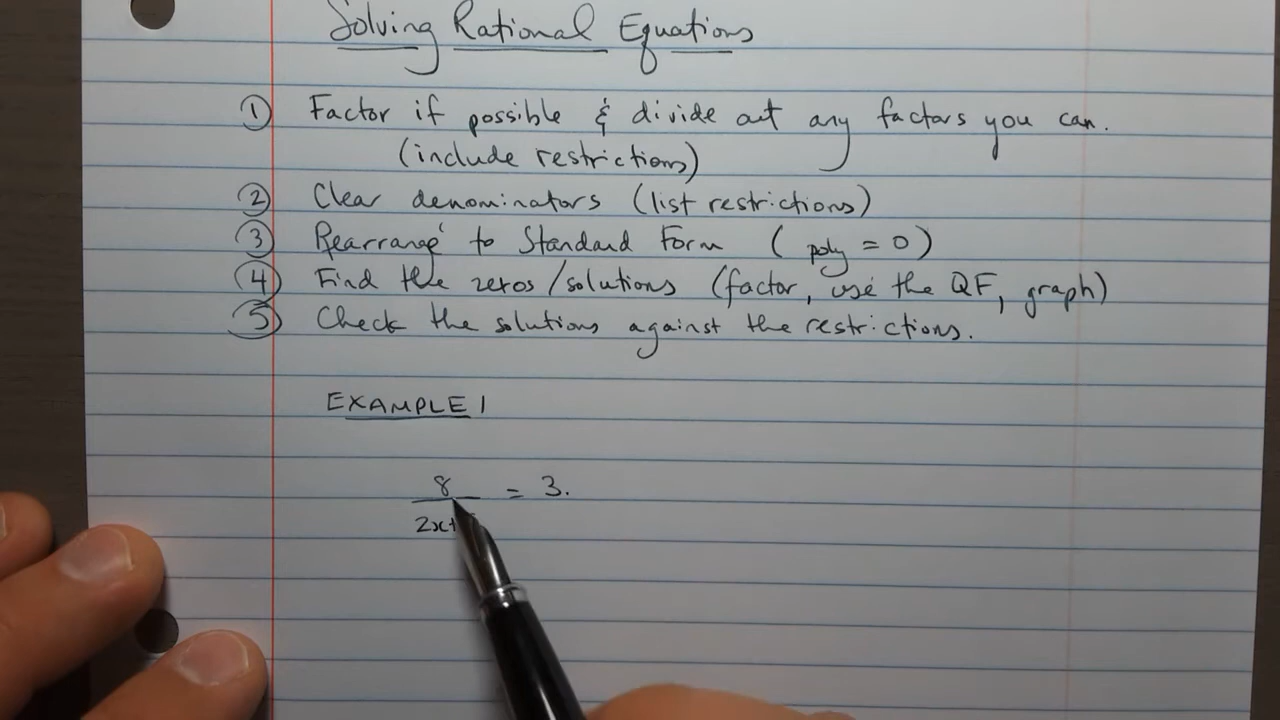 Solving Rational Equations
① Factor if possible & divide out any factors you can.
(include restrictions)
② Clear denominators (list restrictions)
③ Rearrange to Standard Form (poly = 0)
④ Find the zeros/solutions (factor, use the QF, graph)
⑤ Check the solutions against the restrictions.
EXAMPLE 1
8
= 3.
2x+